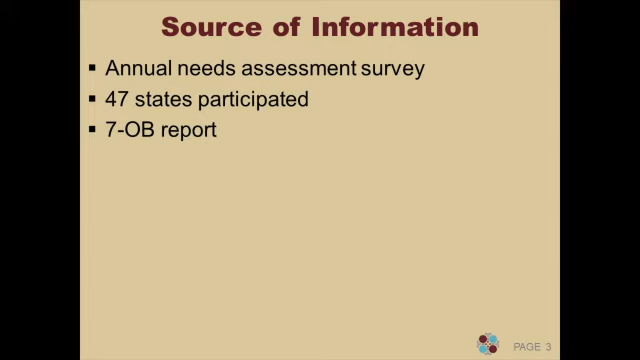 Source of Information
▪ Annual needs assessment survey
▪ 47 states participated
▪ 7-OB report
PAGE 3